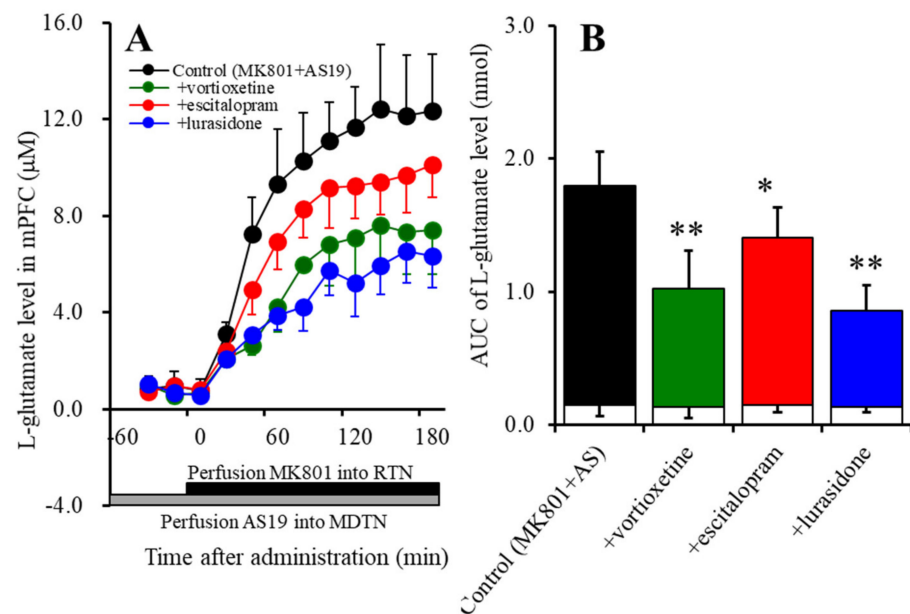 A
Control (MK801+AS19)
+vortioxetine
+escitalopram
+lurasidone
L-glutamate level in mPFC (μM)
16.0
12.0
8.0
4.0
0.0
-4.0
-60 0 60 120 180
Perfusion MK801 into RTN
Perfusion AS19 into MDTN
Time after administration (min)
B
AUC of L-glutamate level (nmol)
3.0
2.0
1.0
0.0
**
*
**
Control (MK801+AS)
+vortioxetine
+escitalopram
+lurasidone